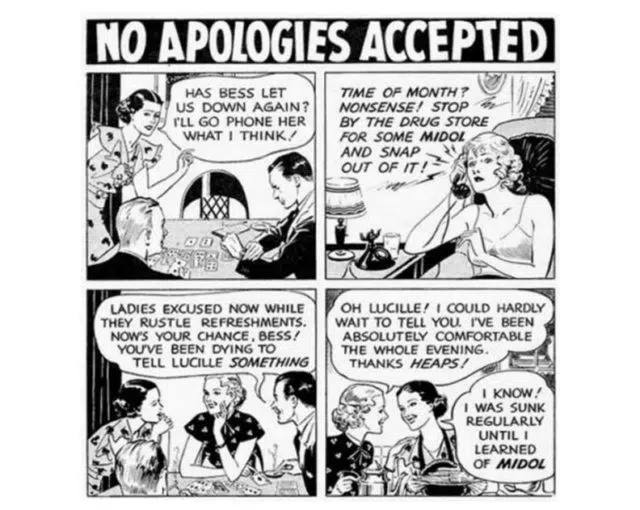 NO APOLOGIES ACCEPTED
HAS BESS LET
US DOWN AGAIN?
I'LL GO PHONE HER
WHAT I THINK!
TIME OF MONTH?
NONSENSE! STOP
BY THE DRUG STORE
FOR SOME MIDOL
AND SNAP
OUT OF IT!
LADIES EXCUSED NOW WHILE
THEY RUSTLE REFRESHMENTS.
NOW'S YOUR CHANCE, BESS!
YOU'VE BEEN DYING TO
TELL LUCILLE SOMETHING
OH LUCILLE! I COULD HARDLY
WAIT TO TELL YOU. I'VE BEEN
ABSOLUTELY COMFORTABLE
THE WHOLE EVENING.
THANKS HEAPS!
I KNOW!
I WAS SUNK
REGULARLY
UNTIL I
LEARNED
OF MIDOL